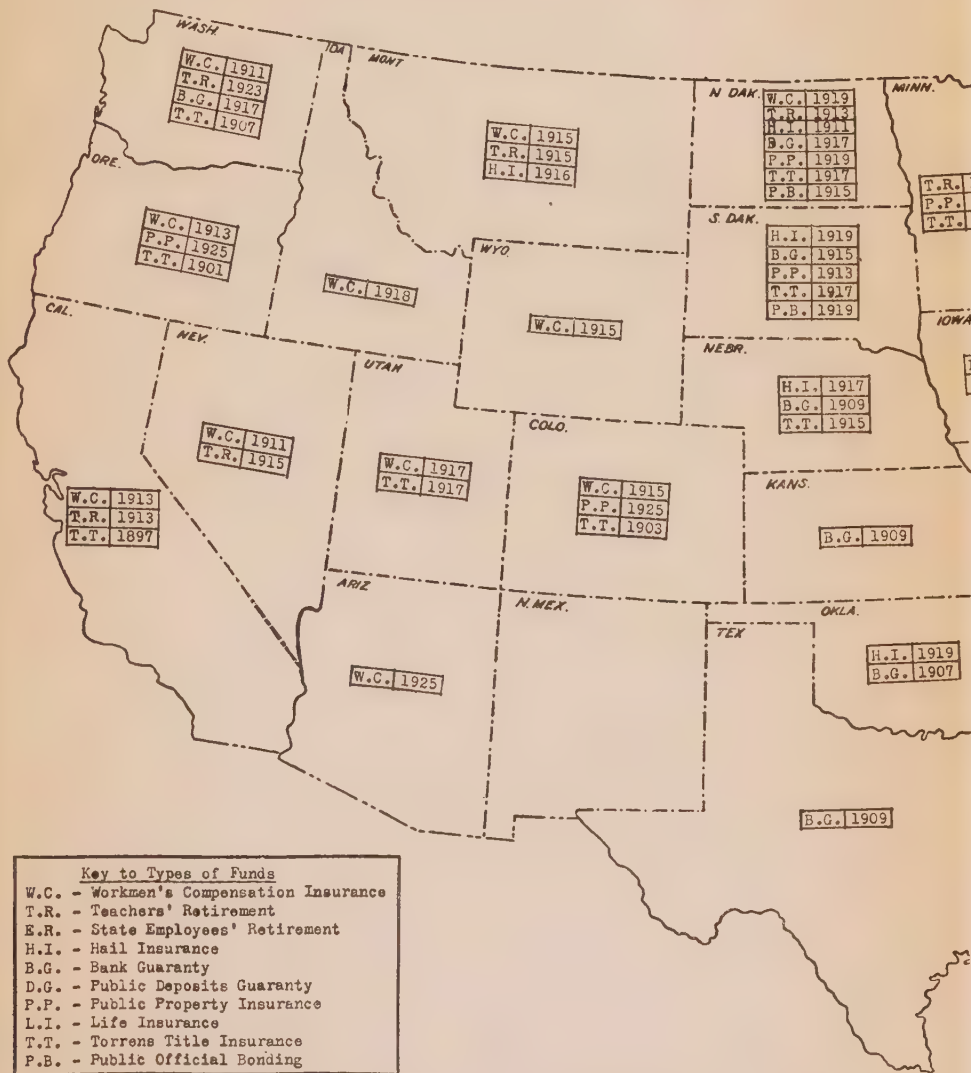 WASH.
W.C. 1911
T.R. 1923
B.G. 1917
T.T. 1907
IDA
MONT
W.C. 1915
T.R. 1915
H.I. 1916
N DAK.
W.C. 1919
T.R. 1913
H.I. 1911
B.G. 1917
P.P. 1919
T.T. 1917
P.B. 1915
MINN.
T.R.
P.P.
T.T.
ORE.
W.C. 1913
P.P. 1925
T.T. 1901
W.C. 1918
WYO.
W.C. 1915
S. DAK.
H.I. 1919
B.G. 1915
P.P. 1913
T.T. 1917
P.B. 1919
IOWA
CAL.
W.C. 1913
T.R. 1913
T.T. 1897
NEV.
W.C. 1911
T.R. 1915
UTAH
W.C. 1917
T.T. 1917
COLO.
W.C. 1915
P.P. 1925
T.T. 1903
NEBR.
H.I. 1917
B.G. 1909
T.T. 1915
KANS.
B.G. 1909
ARIZ
W.C. 1925
N. MEX.
TEX
B.G. 1909
OKLA.
H.I. 1919
B.G. 1907
Key to Types of Funds
W.C. - Workmen's Compensation Insurance
T.R. - Teachers' Retirement
E.R. - State Employees' Retirement
H.I. - Hail Insurance
B.G. - Bank Guaranty
D.G. - Public Deposits Guaranty
P.P. - Public Property Insurance
L.I. - Life Insurance
T.T. - Torrens Title Insurance
P.B. - Public Official Bonding